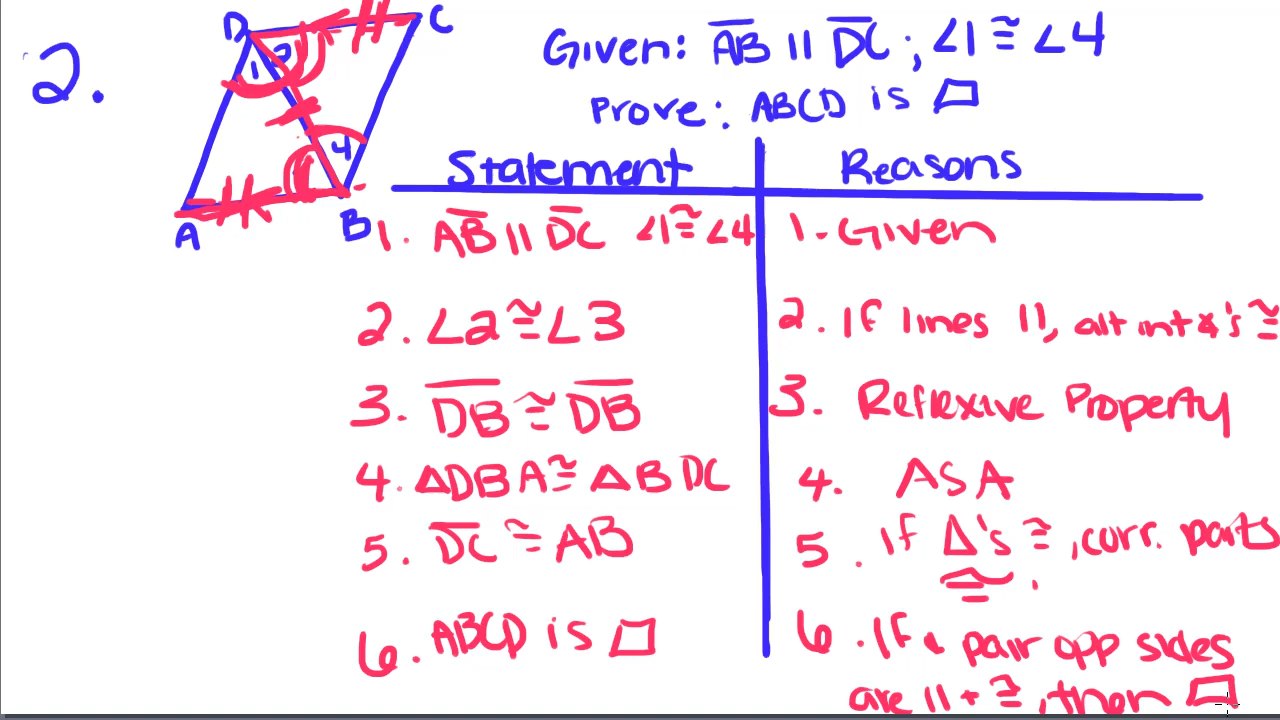 2.
D C
1 2
4
A B
Given: AB || DC ; ∠1 ≅ ∠4
Prove: ABCD is ▱
Statement Reasons
1. AB || DC ∠1 ≅ ∠4 1. Given
2. ∠2 ≅ ∠3 2. If lines ||, alt int ∡'s ≅
3. DB ≅ DB 3. Reflexive Property
4. △DBA ≅ △BDC 4. ASA
5. DC ≅ AB 5. If △'s ≅, corr. parts
≅.
6. ABCD is ▱ 6. If a pair opp sides
are || + ≅, then ▱